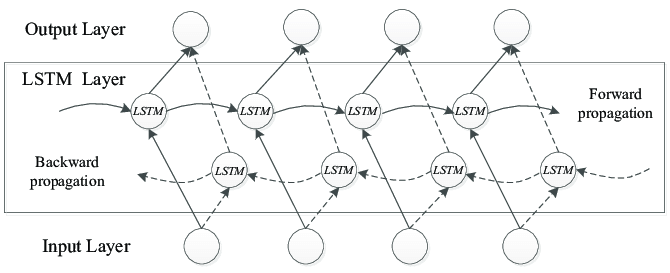 Output Layer
LSTM Layer
LSTM
LSTM
LSTM
LSTM
Forward
propagation
Backward
propagation
LSTM
LSTM
LSTM
LSTM
Input Layer